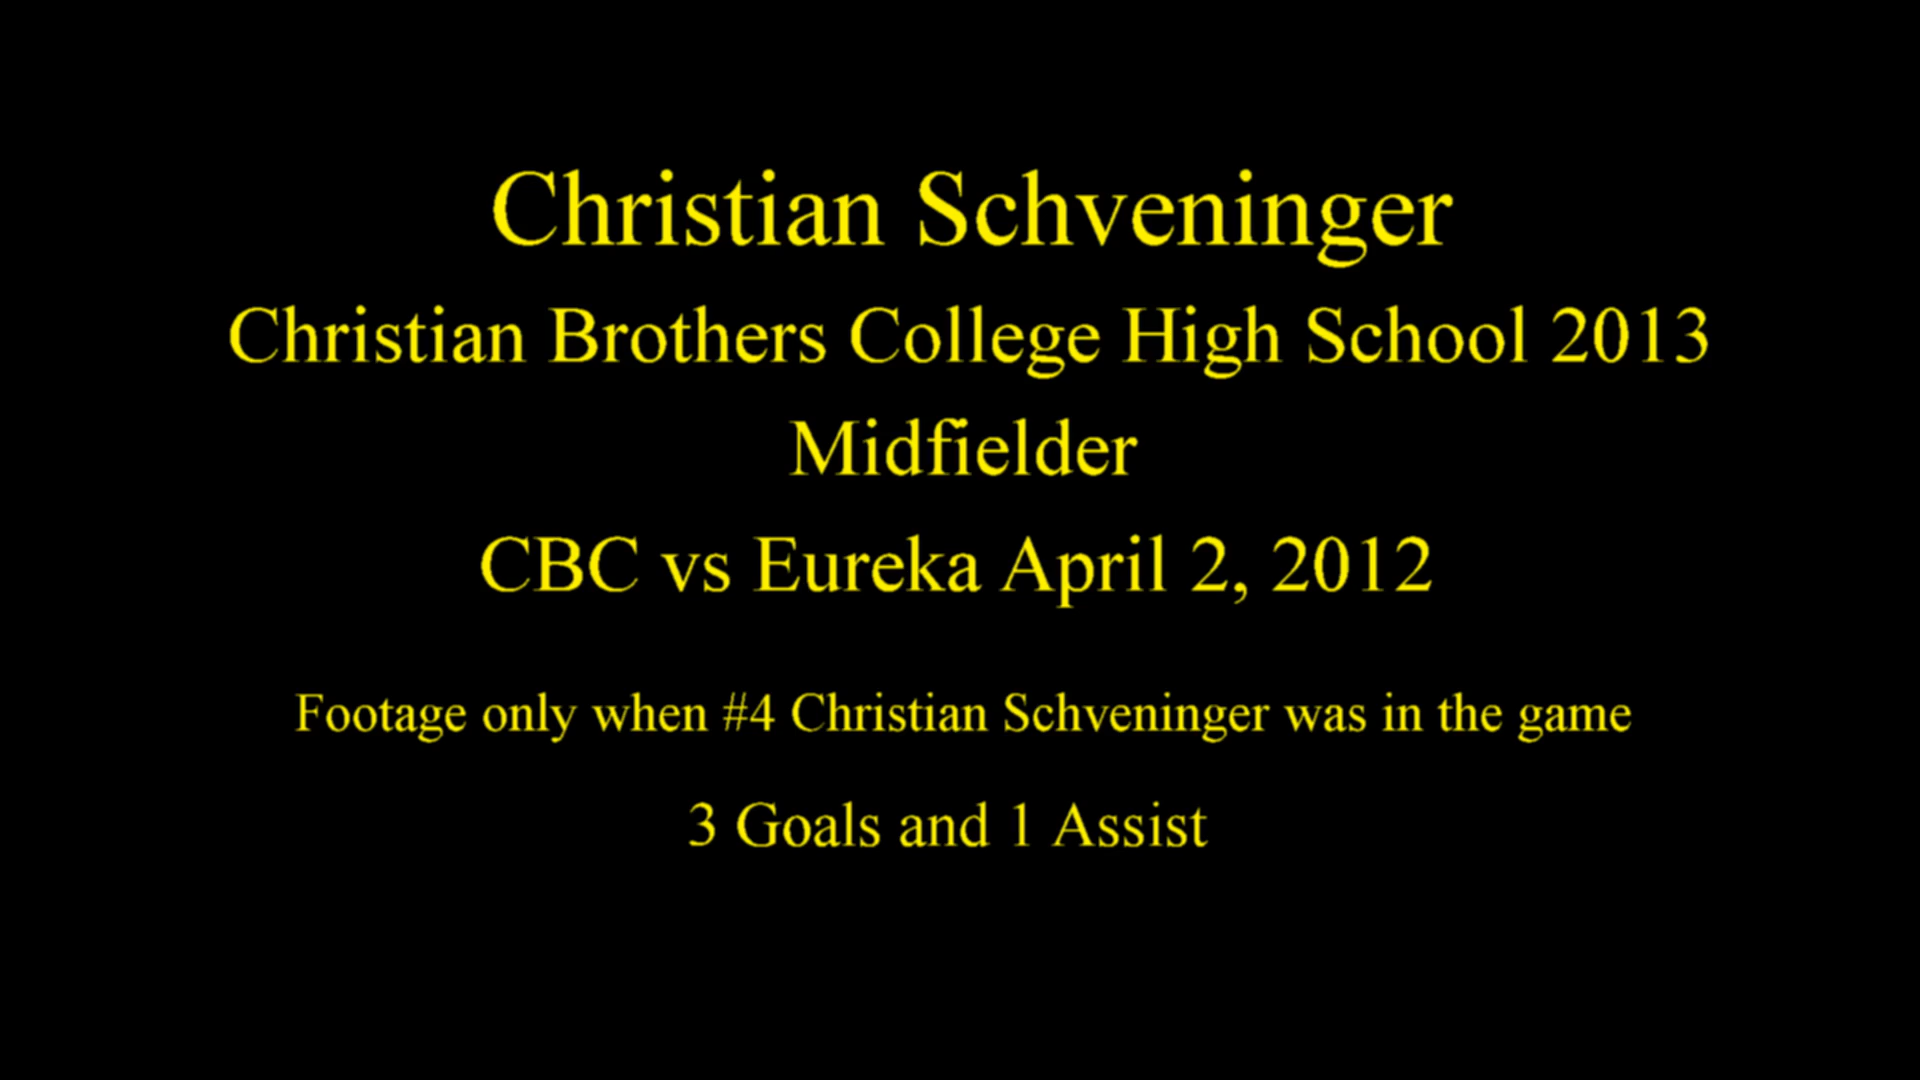 Christian Schveninger
Christian Brothers College High School 2013
Midfielder
CBC vs Eureka April 2, 2012
Footage only when #4 Christian Schveninger was in the game
3 Goals and 1 Assist